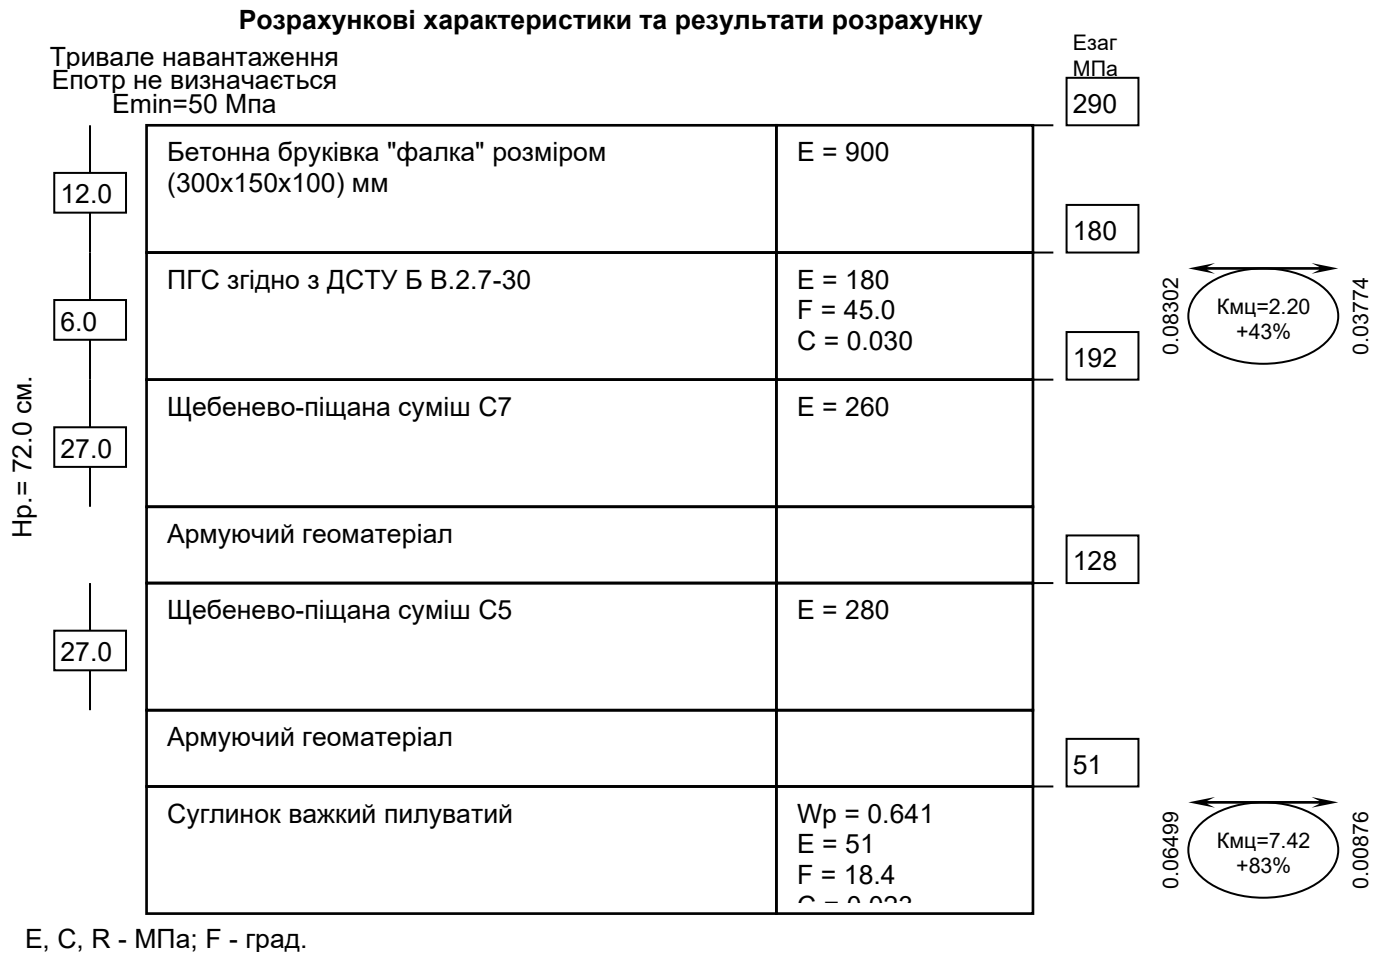 Розрахункові характеристики та результати розрахунку
Тривале навантаження
Епотр не визначається
Emin=50 Мпа
Езаг
МПа
290
Бетонна бруківка "фалка" розміром
(300х150х100) мм
E = 900
12.0
180
ПГС згідно з ДСТУ Б В.2.7-30
E = 180
F = 45.0
C = 0.030
6.0
192
0.08302
Кмц=2.20
+43%
0.03774
Щебенево-піщана суміш С7
E = 260
27.0
Нр.= 72.0 см.
Армуючий геоматеріал
128
Щебенево-піщана суміш С5
E = 280
27.0
Армуючий геоматеріал
51
Суглинок важкий пилуватий
Wp = 0.641
E = 51
F = 18.4
0.06499
Кмц=7.42
+83%
0.00876
E, C, R - МПа; F - град.